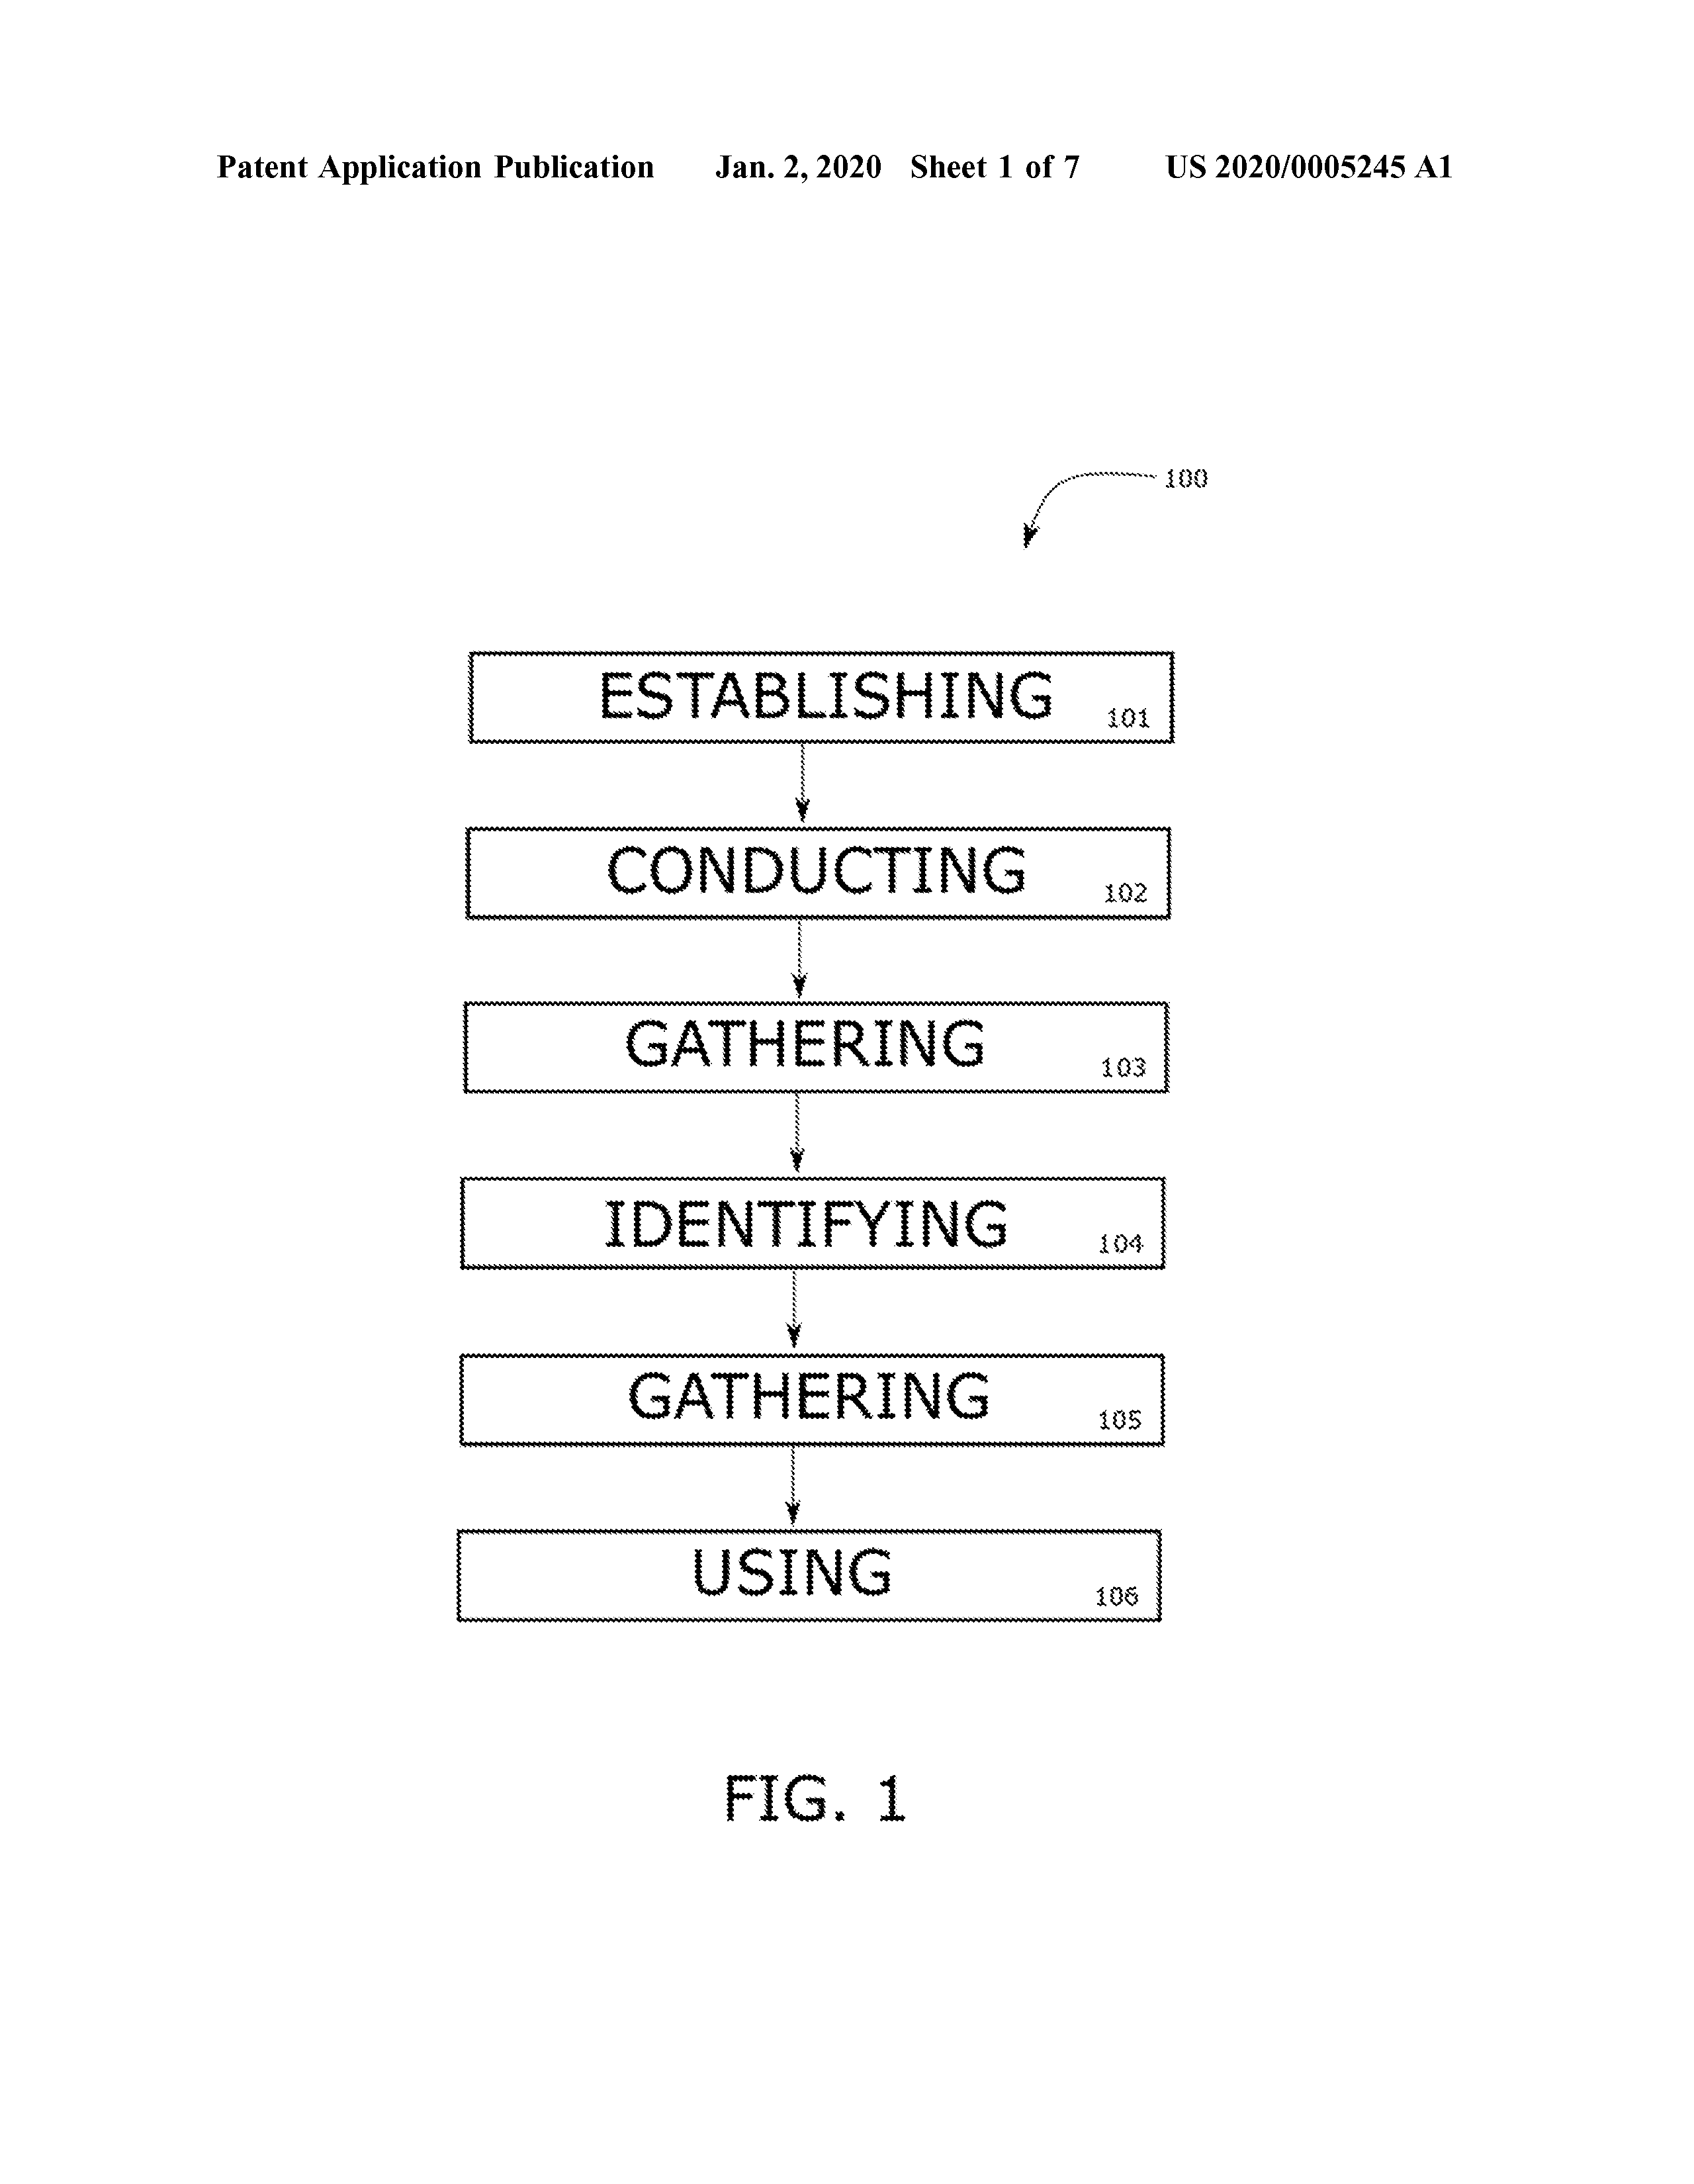 Patent Application Publication Jan. 2, 2020 Sheet 1 of 7 US 2020/0005245 A1
100
ESTABLISHING 101
CONDUCTING 102
GATHERING 103
IDENTIFYING 104
GATHERING 105
USING 106
FIG. 1